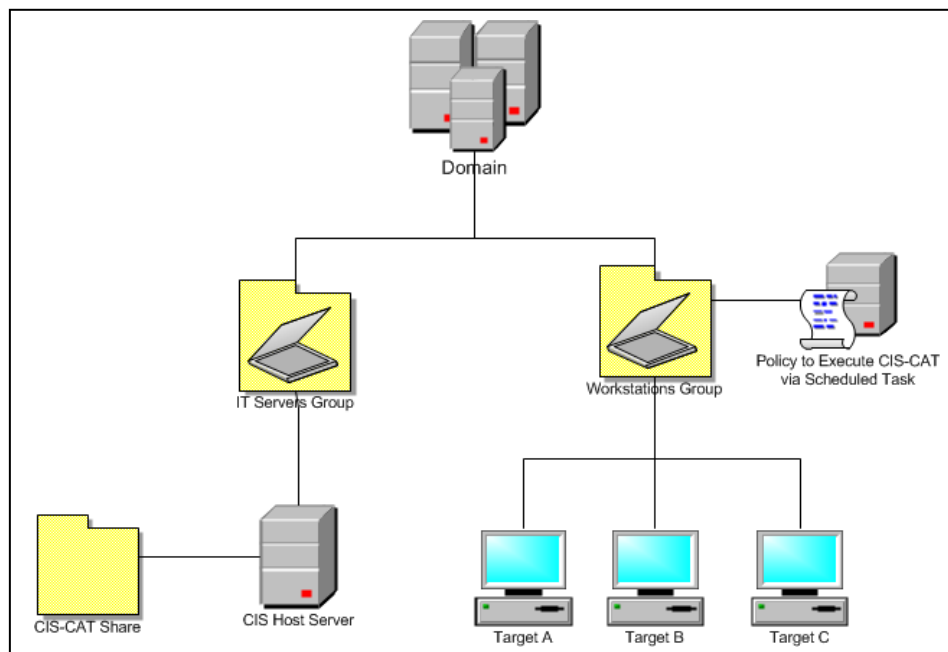 Domain
IT Servers Group
Workstations Group
Policy to Execute CIS-CAT
via Scheduled Task
CIS-CAT Share
CIS Host Server
Target A
Target B
Target C